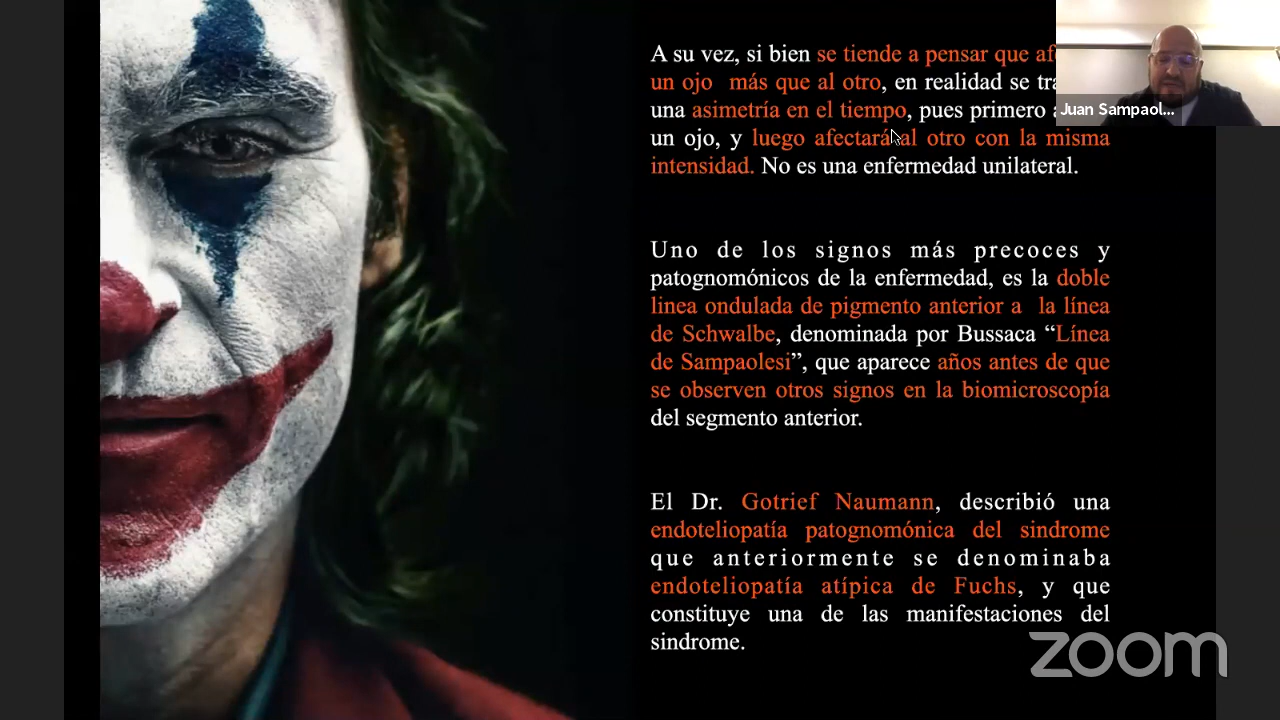 A su vez, si bien se tiende a pensar que
un ojo más que al otro, en realidad se
una asimetría en el tiempo, pues primero
un ojo, y luego afectará al otro con la misma
intensidad. No es una enfermedad unilateral.
Uno de los signos más precoces y
patognomónicos de la enfermedad, es la doble
linea ondulada de pigmento anterior a la línea
de Schwalbe, denominada por Bussaca “Línea
de Sampaolesi”, que aparece años antes de que
se observen otros signos en la biomicroscopía
del segmento anterior.
El Dr. Gotrief Naumann, describió una
endoteliopatía patognomónica del sindrome
que anteriormente se denominaba
endoteliopatía atípica de Fuchs, y que
constituye una de las manifestaciones del
sindrome.
Juan Sampaol...
zoom